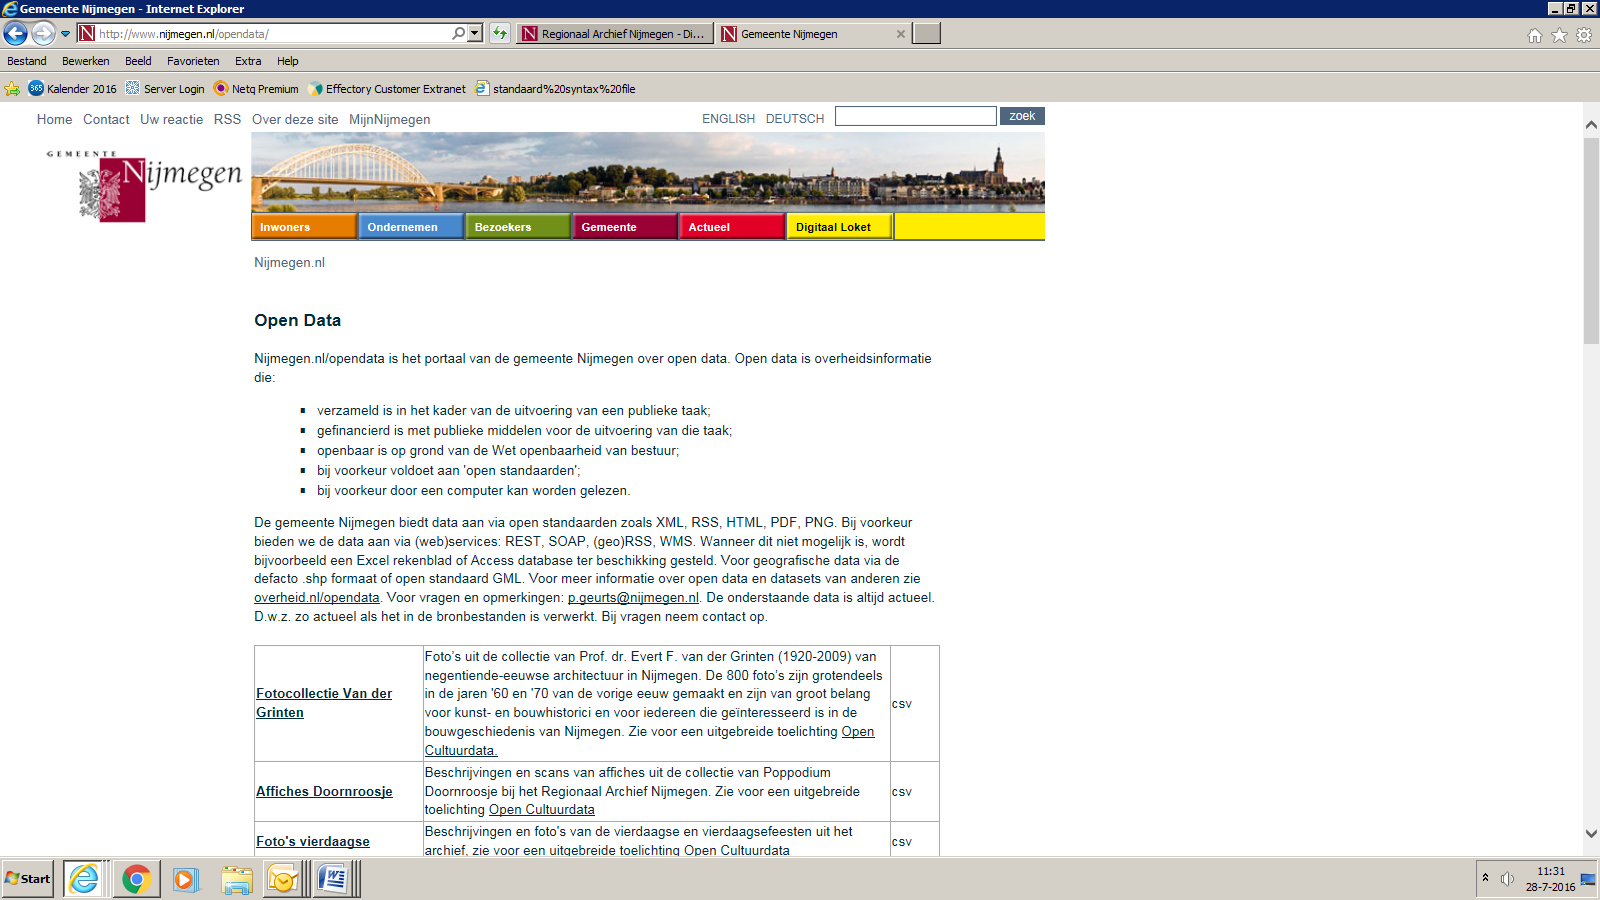 Gemeente Nijmegen - Internet Explorer
http://www.nijmegen.nl/opendata/
Regionaal Archief Nijmegen - Di...
Gemeente Nijmegen
Bestand Bewerken Beeld Favorieten Extra Help
365 Kalender 2016 Server Login Netq Premium Effectory Customer Extranet standaard%20syntax%20file
Home Contact Uw reactie RSS Over deze site MijnNijmegen
ENGLISH DEUTSCH zoek
GEMEENTE
Nijmegen
Inwoners Ondernemen Bezoekers Gemeente Actueel Digitaal Loket
Nijmegen.nl
Open Data
Nijmegen.nl/opendata is het portaal van de gemeente Nijmegen over open data. Open data is overheidsinformatie
die:
▪ verzameld is in het kader van de uitvoering van een publieke taak;
▪ gefinancierd is met publieke middelen voor de uitvoering van die taak;
▪ openbaar is op grond van de Wet openbaarheid van bestuur;
▪ bij voorkeur voldoet aan 'open standaarden';
▪ bij voorkeur door een computer kan worden gelezen.
De gemeente Nijmegen biedt data aan via open standaarden zoals XML, RSS, HTML, PDF, PNG. Bij voorkeur
bieden we de data aan via (web)services: REST, SOAP, (geo)RSS, WMS. Wanneer dit niet mogelijk is, wordt
bijvoorbeeld een Excel rekenblad of Access database ter beschikking gesteld. Voor geografische data via de
defacto .shp formaat of open standaard GML. Voor meer informatie over open data en datasets van anderen zie
overheid.nl/opendata. Voor vragen en opmerkingen: p.geurts@nijmegen.nl. De onderstaande data is altijd actueel.
D.w.z. zo actueel als het in de bronbestanden is verwerkt. Bij vragen neem contact op.
Fotocollectie Van der
Grinten
Foto's uit de collectie van Prof. dr. Evert F. van der Grinten (1920-2009) van
negentiende-eeuwse architectuur in Nijmegen. De 800 foto's zijn grotendeels
in de jaren '60 en '70 van de vorige eeuw gemaakt en zijn van groot belang
voor kunst- en bouwhistorici en voor iedereen die geïnteresseerd is in de
bouwgeschiedenis van Nijmegen. Zie voor een uitgebreide toelichting Open
Cultuurdata.
csv
Affiches Doornroosje
Beschrijvingen en scans van affiches uit de collectie van Poppodium
Doornroosje bij het Regionaal Archief Nijmegen. Zie voor een uitgebreide
toelichting Open Cultuurdata
csv
Foto's vierdaagse
Beschrijvingen en foto's van de vierdaagse en vierdaagsefeesten uit het
archief, zie voor een uitgebreide toelichting Open Cultuurdata
csv
Start
11:31
28-7-2016